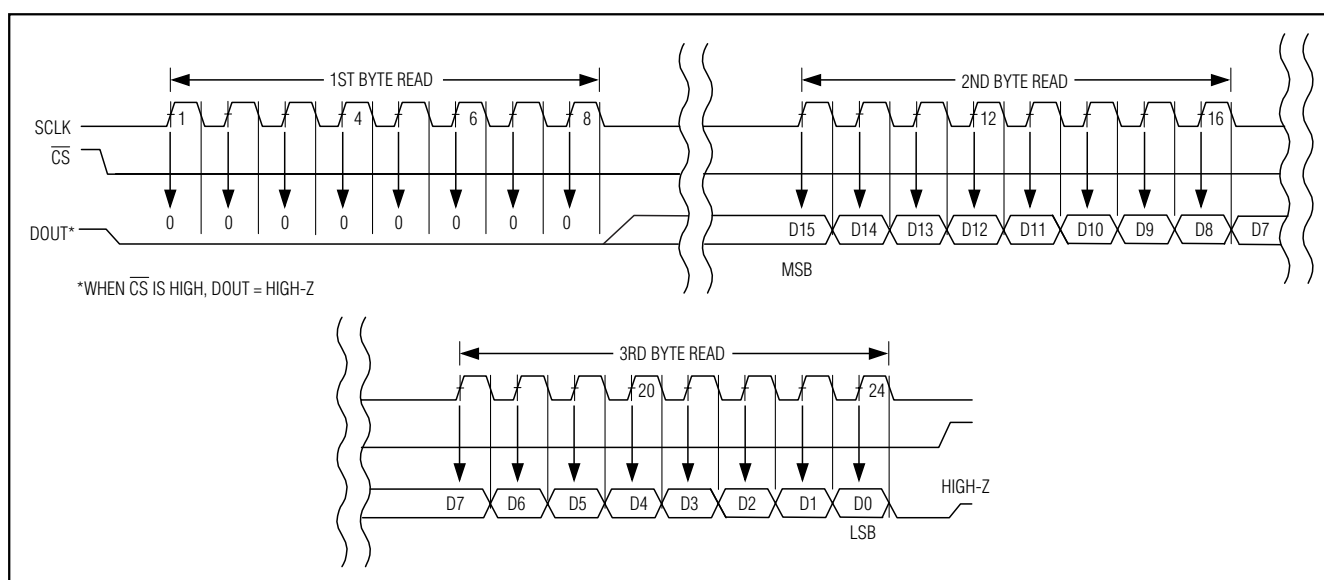 1ST BYTE READ
2ND BYTE READ
SCLK 1 4 6 8 12 16
CS
0 0 0 0 0 0 0 0
DOUT* D15 D14 D13 D12 D11 D10 D9 D8 D7
MSB
*WHEN CS IS HIGH, DOUT = HIGH-Z
3RD BYTE READ
20 24
HIGH-Z
D7 D6 D5 D4 D3 D2 D1 D0
LSB